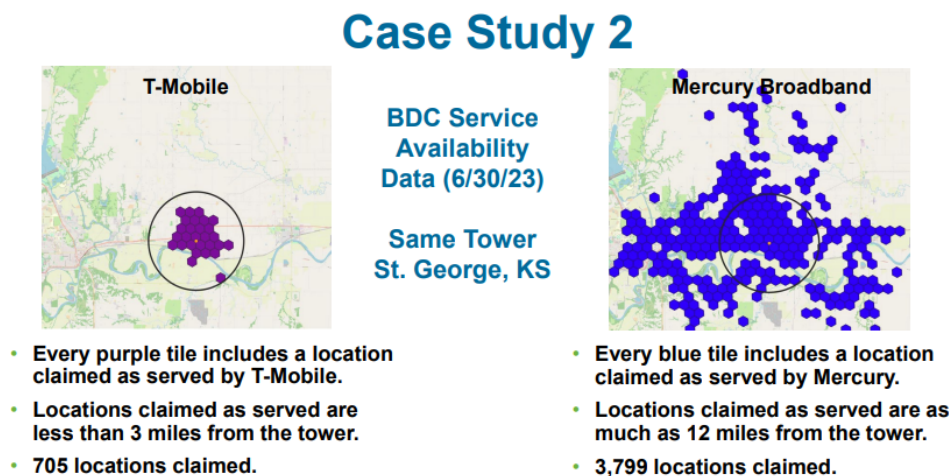 Case Study 2
T-Mobile
BDC Service
Availability
Data (6/30/23)
Same Tower
St. George, KS
Mercury Broadband
• Every purple tile includes a location
claimed as served by T-Mobile.
• Locations claimed as served are
less than 3 miles from the tower.
• 705 locations claimed.
• Every blue tile includes a location
claimed as served by Mercury.
• Locations claimed as served are as
much as 12 miles from the tower.
• 3,799 locations claimed.